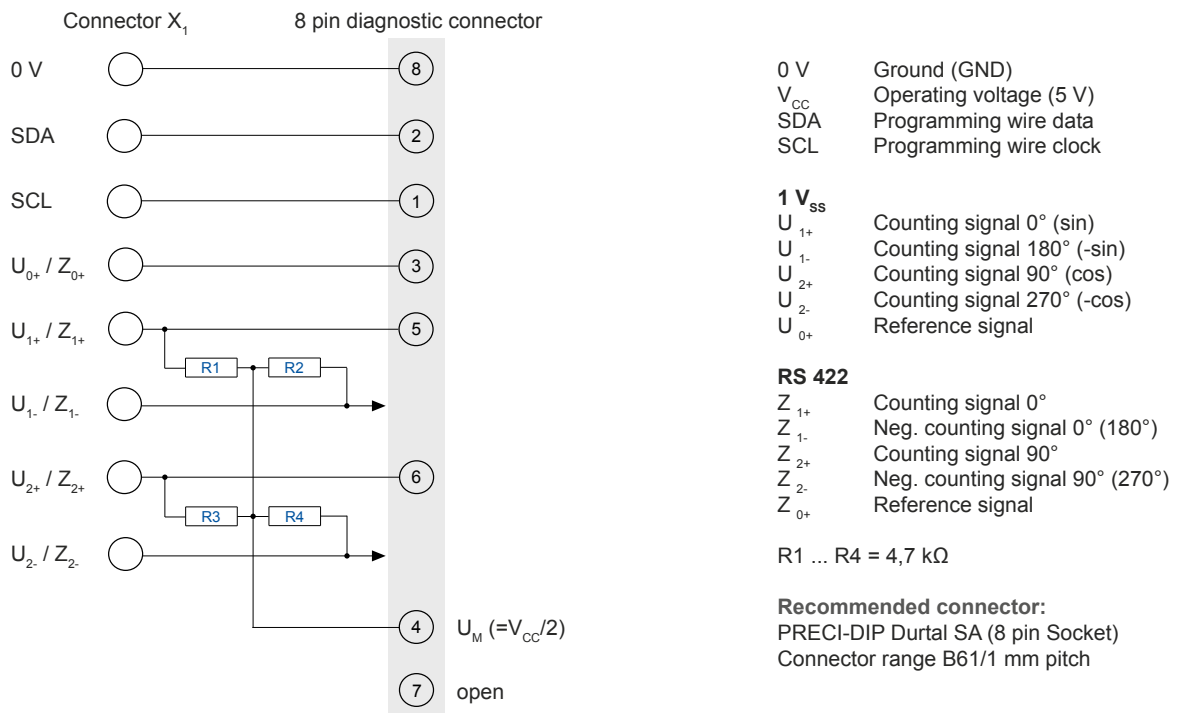 Connector X1 8 pin diagnostic connector
0 V 8
SDA 2
SCL 1
U0+ / Z0+ 3
U1+ / Z1+ 5
R1 R2
U1- / Z1-
U2+ / Z2+ 6
R3 R4
U2- / Z2-
4 UM (=VCC/2)
7 open
0 V Ground (GND)
VCC Operating voltage (5 V)
SDA Programming wire data
SCL Programming wire clock
1 VSS
U 1+ Counting signal 0° (sin)
U 1- Counting signal 180° (-sin)
U 2+ Counting signal 90° (cos)
U 2- Counting signal 270° (-cos)
U 0+ Reference signal
RS 422
Z 1+ Counting signal 0°
Z 1- Neg. counting signal 0° (180°)
Z 2+ Counting signal 90°
Z 2- Neg. counting signal 90° (270°)
Z 0+ Reference signal
R1 ... R4 = 4,7 kΩ
Recommended connector:
PRECI-DIP Durtal SA (8 pin Socket)
Connector range B61/1 mm pitch